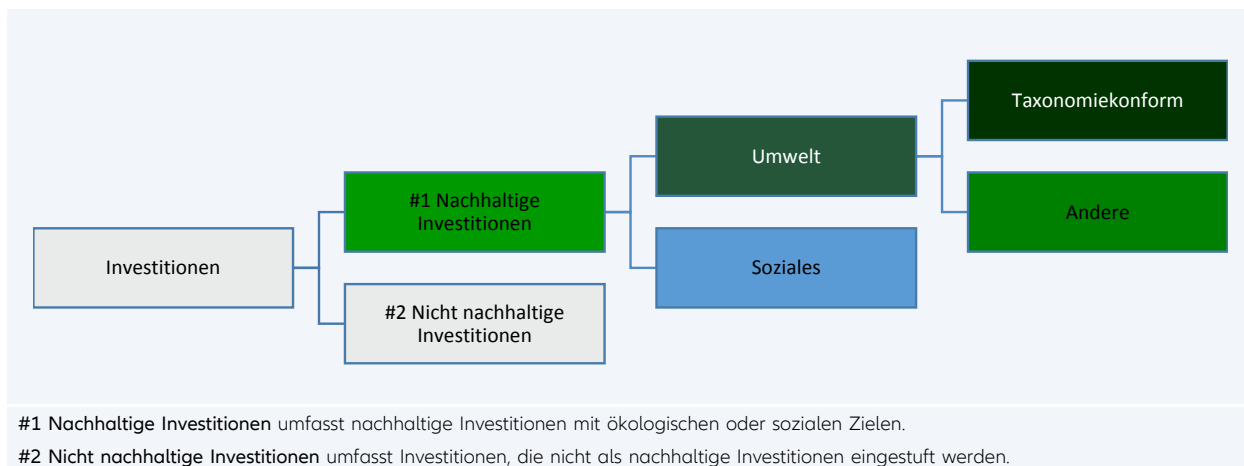 Taxonomiekonform
Umwelt
#1 Nachhaltige
Investitionen
Andere
Investitionen
Soziales
#2 Nicht nachhaltige
Investitionen
#1 Nachhaltige Investitionen umfasst nachhaltige Investitionen mit ökologischen oder sozialen Zielen.
#2 Nicht nachhaltige Investitionen umfasst Investitionen, die nicht als nachhaltige Investitionen eingestuft werden.